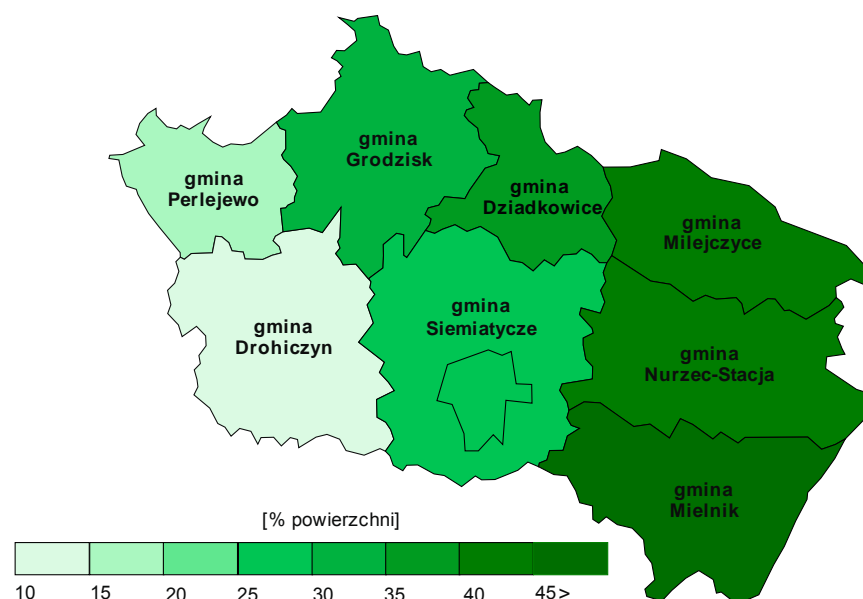 gmina
Grodzisk
gmina
Perlejewo
gmina
Dziadkowice
gmina
Milejczyce
gmina
Siemiatycze
gmina
Drohiczyn
gmina
Nurzec-Stacja
gmina
Mielnik
[% powierzchni]
10 15 20 25 30 35 40 45>